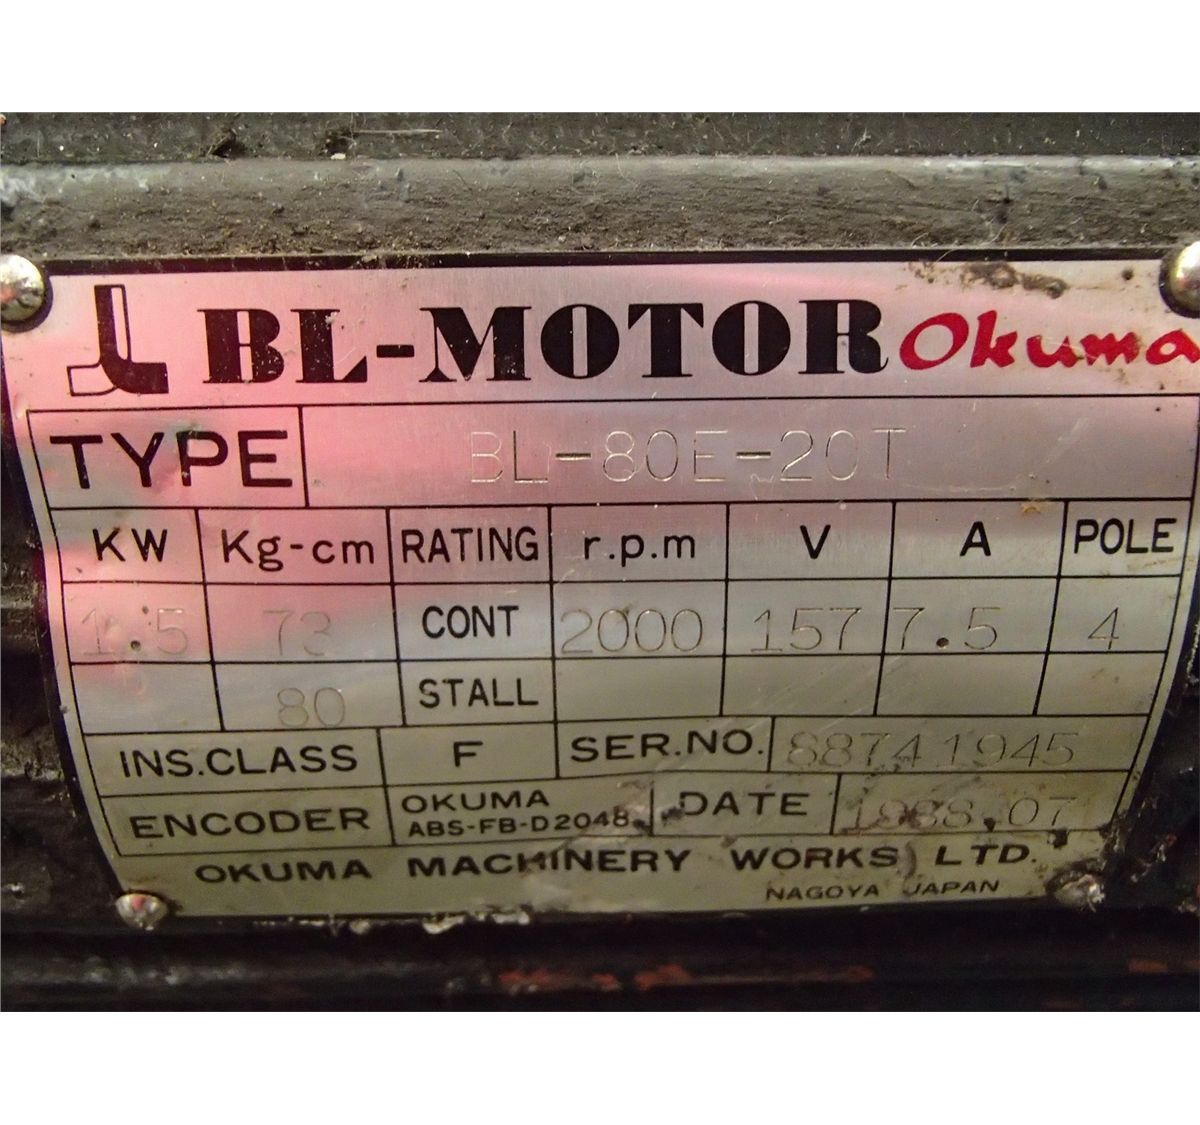 BL-MOTOR Okuma
TYPE BL-80E-20T
KW Kg-cm RATING r.p.m V A POLE
1.5 73 CONT 2000 157 7.5 4
80 STALL
INS.CLASS F SER.NO. 88741945
ENCODER OKUMA ABS-FB-D2048 DATE 1988.07
OKUMA MACHINERY WORKS LTD.
NAGOYA JAPAN